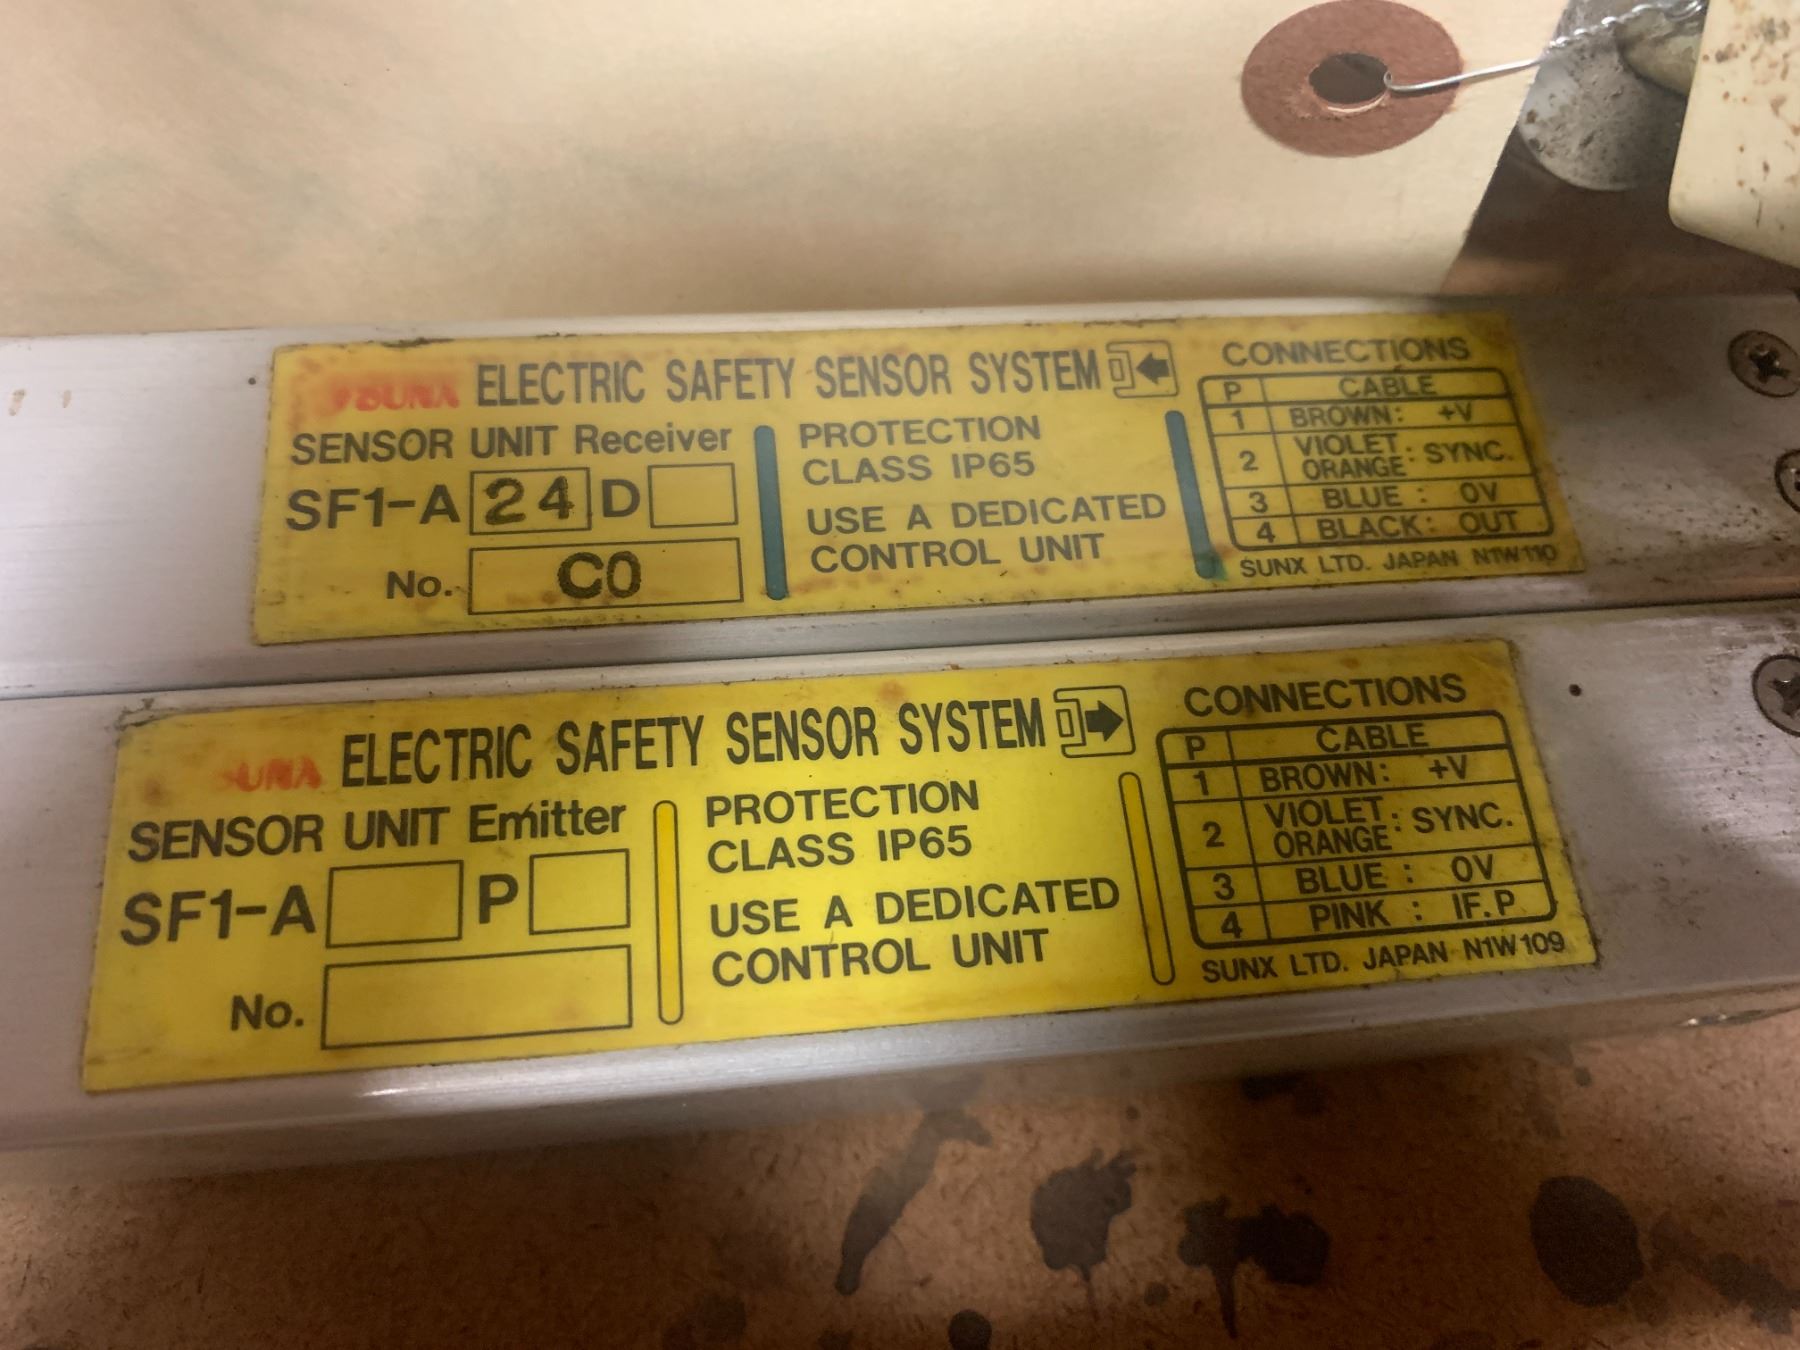 SUNX ELECTRIC SAFETY SENSOR SYSTEM
SENSOR UNIT Receiver
SF1-A 24 D
No. C0
PROTECTION
CLASS IP65
USE A DEDICATED
CONTROL UNIT
CONNECTIONS
P CABLE
1 BROWN: +V
2 VIOLET ORANGE: SYNC.
3 BLUE: 0V
4 BLACK: OUT
SUNX LTD. JAPAN N1W110
SUNX ELECTRIC SAFETY SENSOR SYSTEM
SENSOR UNIT Emitter
SF1-A P
No.
PROTECTION
CLASS IP65
USE A DEDICATED
CONTROL UNIT
CONNECTIONS
P CABLE
1 BROWN: +V
2 VIOLET ORANGE: SYNC.
3 BLUE: 0V
4 PINK: IF.P
SUNX LTD. JAPAN N1W109